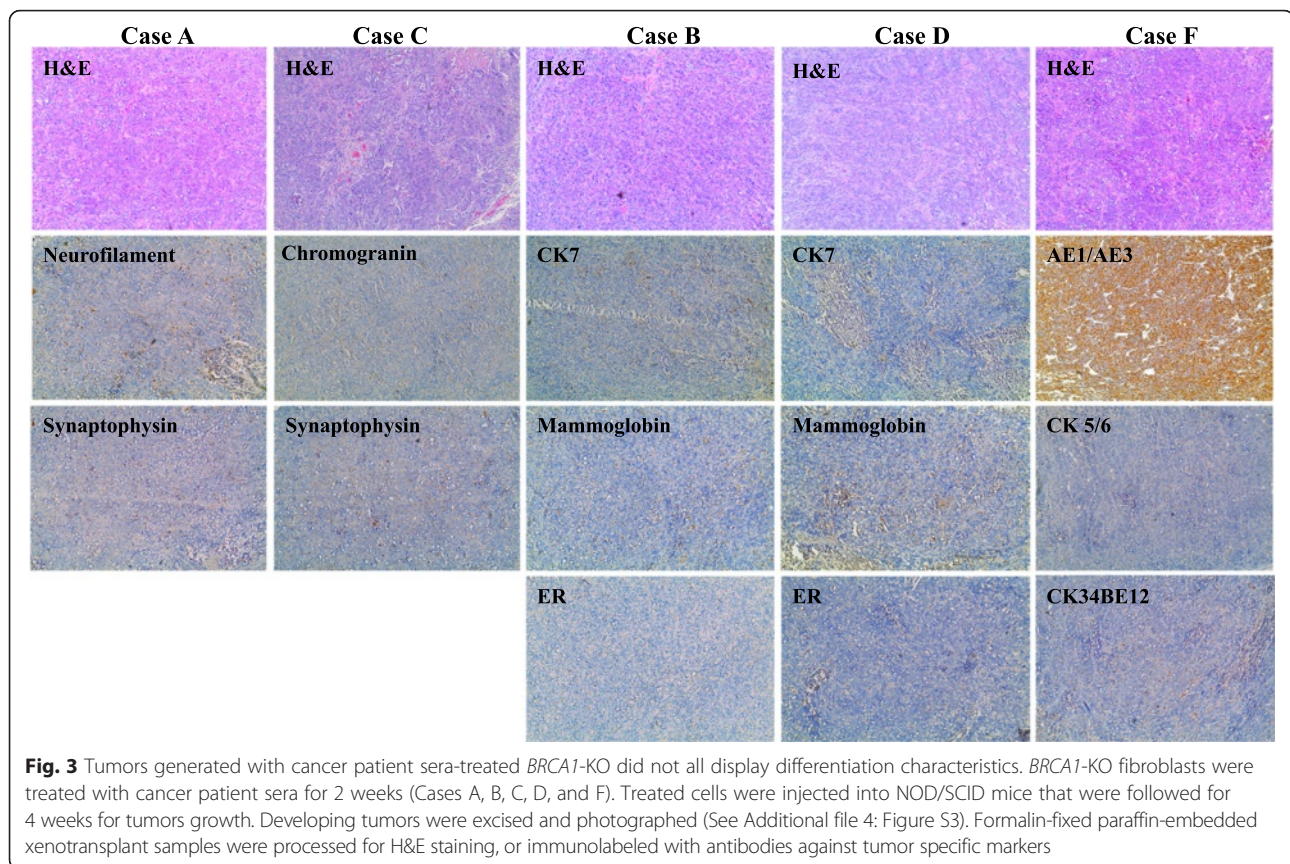 Case A Case C Case B Case D Case F
H&E H&E H&E H&E H&E
Neurofilament Chromogranin CK7 CK7 AE1/AE3
Synaptophysin Synaptophysin Mammoglobin Mammoglobin CK 5/6
ER ER CK34BE12
Fig. 3 Tumors generated with cancer patient sera-treated BRCA1-KO did not all display differentiation characteristics. BRCA1-KO fibroblasts were
treated with cancer patient sera for 2 weeks (Cases A, B, C, D, and F). Treated cells were injected into NOD/SCID mice that were followed for
4 weeks for tumors growth. Developing tumors were excised and photographed (See Additional file 4: Figure S3). Formalin-fixed paraffin-embedded
xenotransplant samples were processed for H&E staining, or immunolabeled with antibodies against tumor specific markers